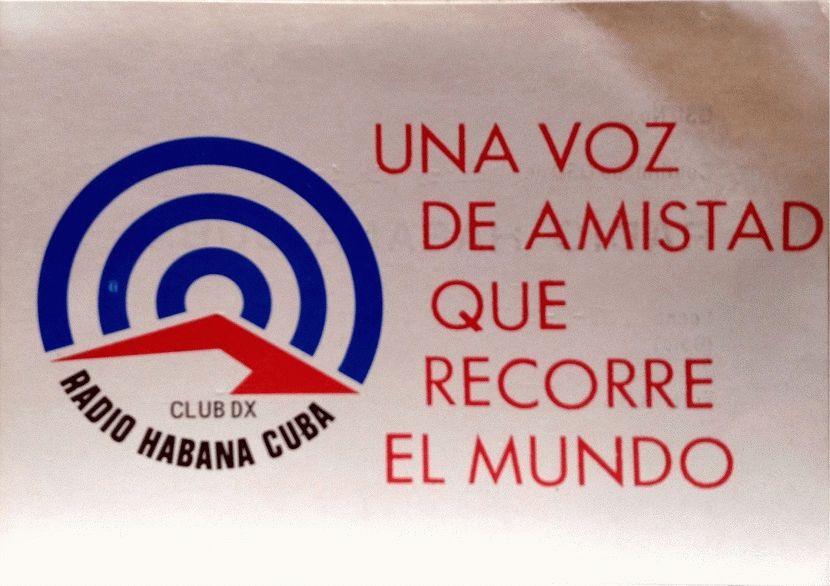 UNA VOZ
DE AMISTAD
QUE
RECORRE
EL MUNDO
CLUB DX
RADIO HABANA CUBA